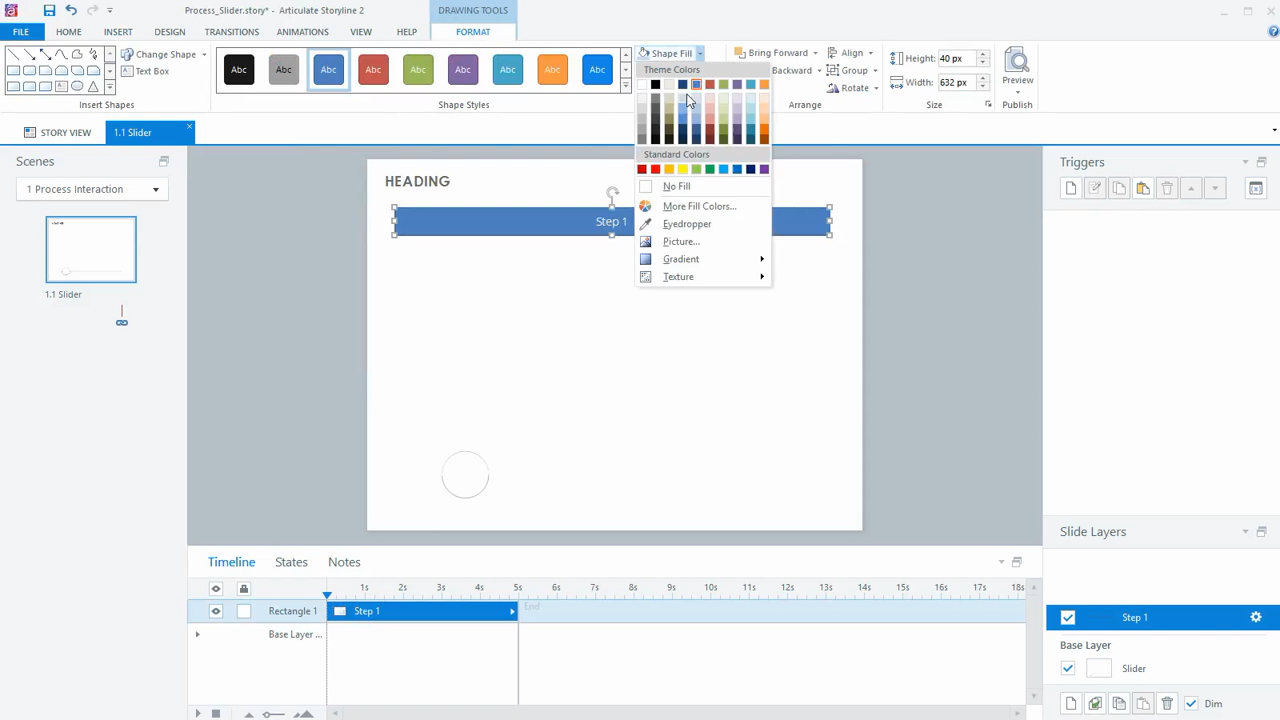 Process_Slider.story* - Articulate Storyline 2
DRAWING TOOLS
FILE
HOME
INSERT
DESIGN
TRANSITIONS
ANIMATIONS
VIEW
HELP
FORMAT
Change Shape
Text Box
Insert Shapes
Abc
Abc
Abc
Abc
Abc
Abc
Abc
Abc
Abc
Shape Styles
Shape Fill
Bring Forward
Backward
Align
Group
Rotate
Arrange
Height: 40 px
Width: 632 px
Size
Preview
Publish
Theme Colors
Standard Colors
No Fill
More Fill Colors...
Eyedropper
Picture...
Gradient
Texture
STORY VIEW
1.1 Slider
Scenes
1 Process Interaction
1.1 Slider
HEADING
Step 1
Triggers
Timeline
States
Notes
1s 2s 3s 4s 5s 6s 7s 8s 9s 10s 11s 12s 13s 14s 15s 16s 17s 18s
Rectangle 1
Step 1
End
Base Layer ...
Slide Layers
Step 1
Base Layer
Slider
Dim